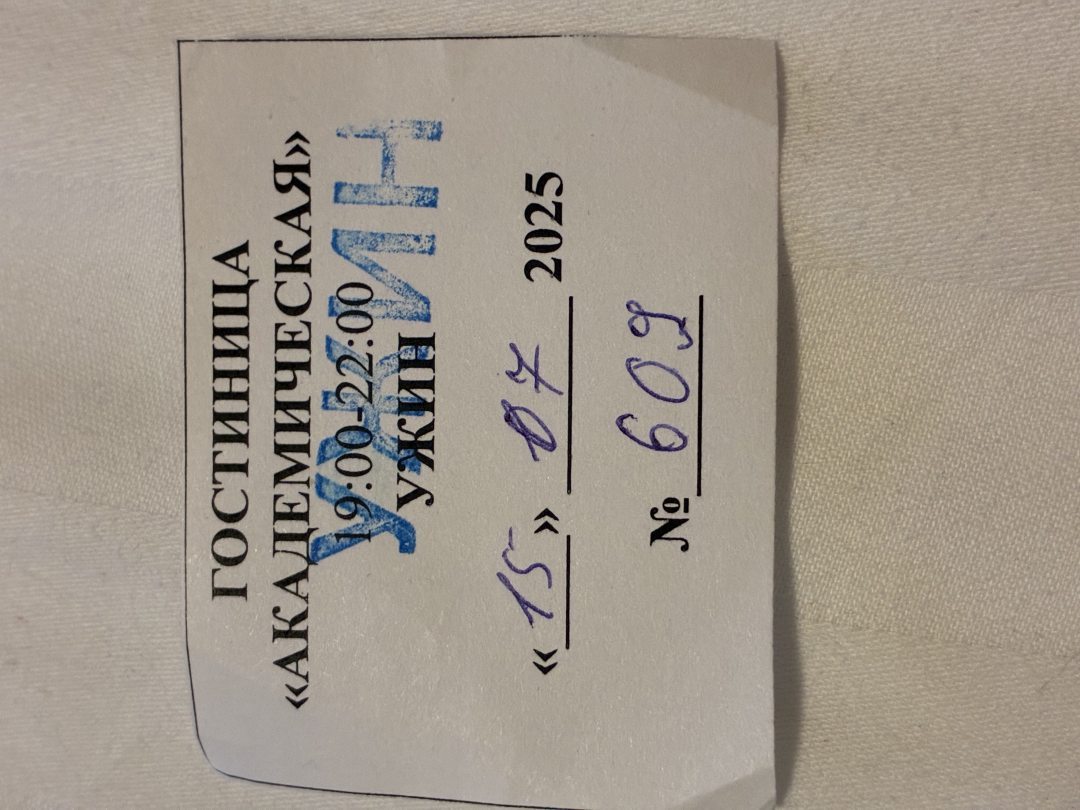 ГОСТИНИЦА
«АКАДЕМИЧЕСКАЯ»
19:00-22:00
УЖИН
УЖИН
«15» 07 2025
№ 609